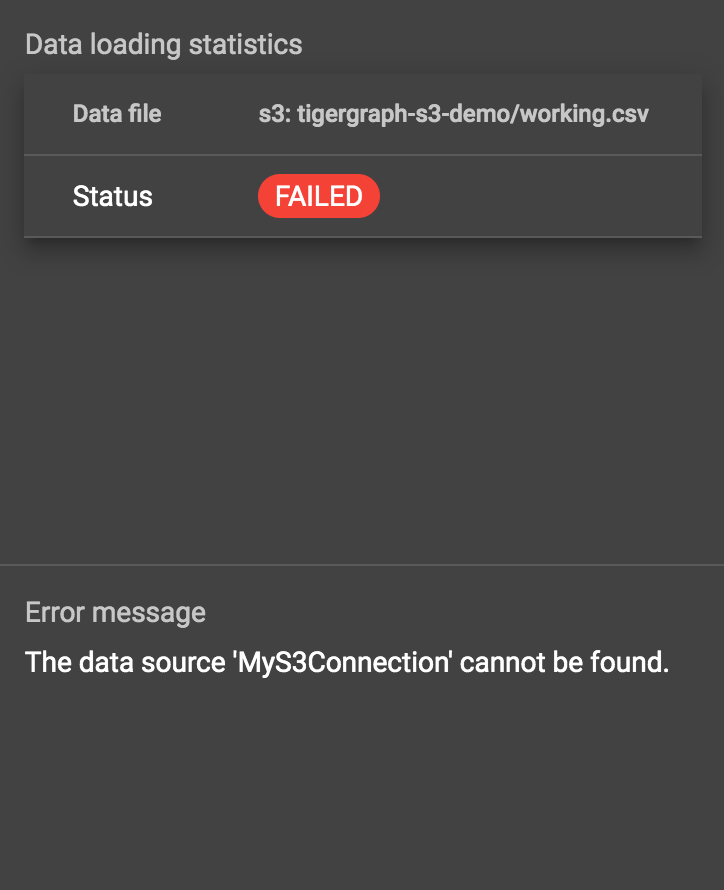 Data loading statistics
Data file s3: tigergraph-s3-demo/working.csv
Status FAILED
Error message
The data source 'MyS3Connection' cannot be found.